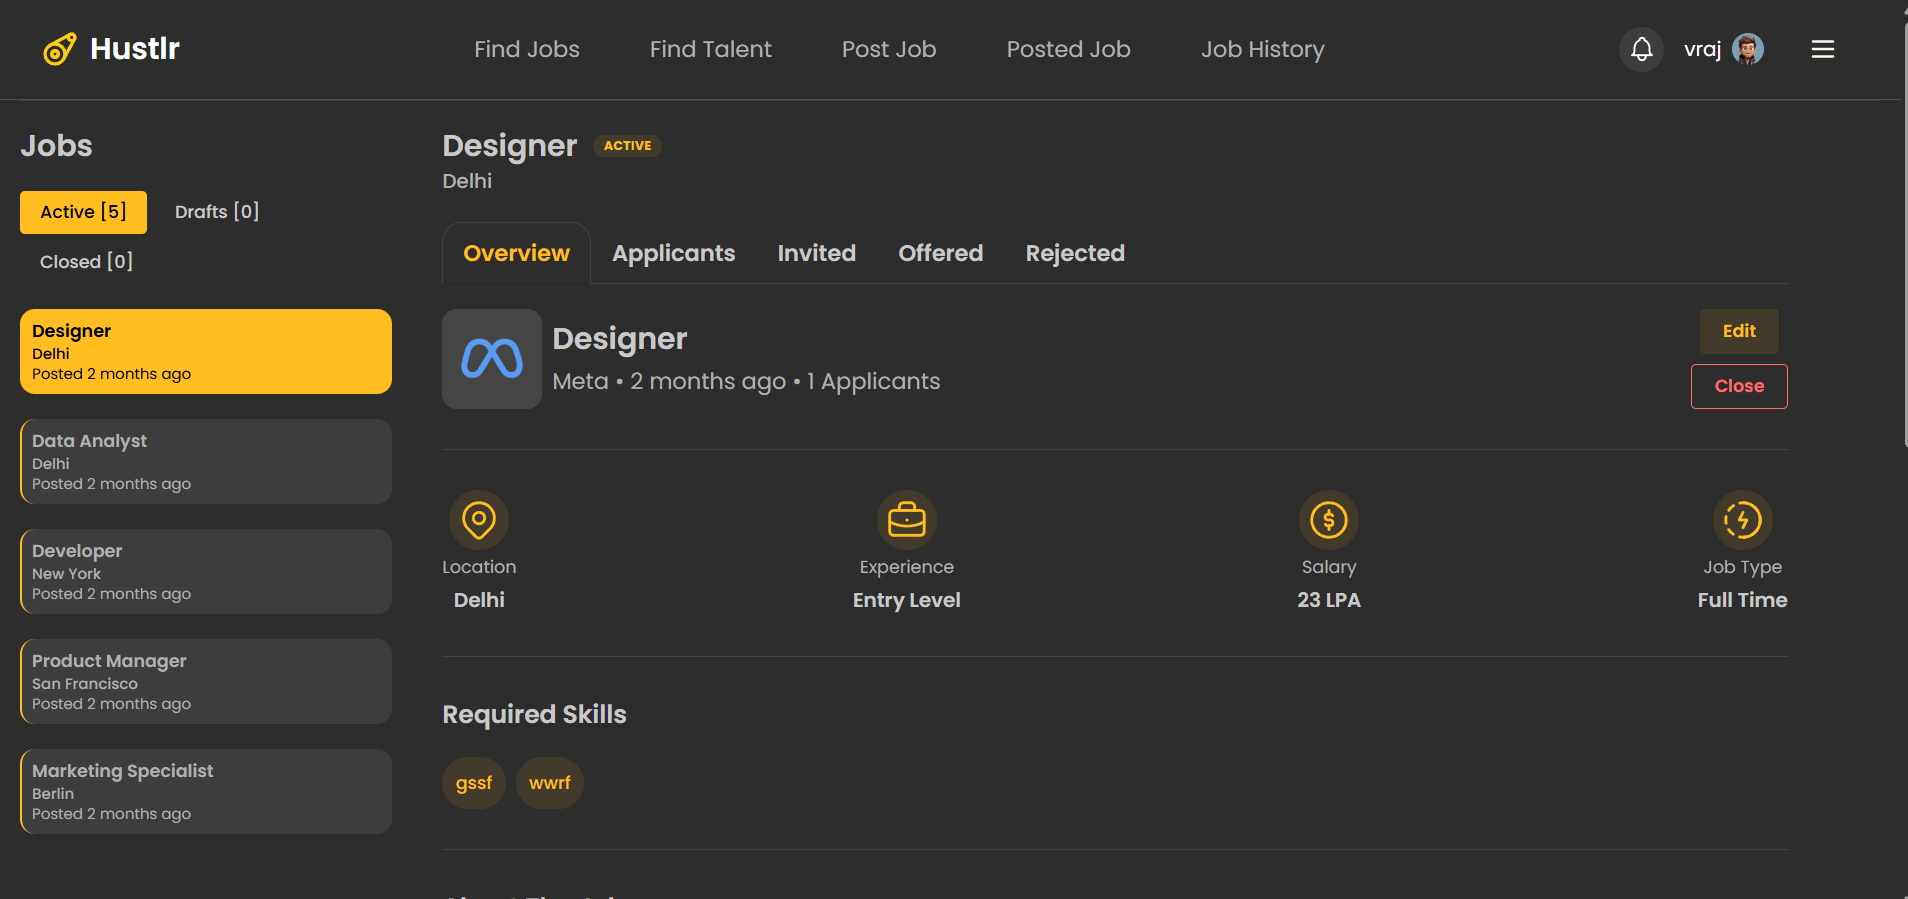 Hustlr
Find Jobs Find Talent Post Job Posted Job Job History
vraj
Jobs
Active [5] Drafts [0]
Closed [0]
Designer
Delhi
Posted 2 months ago
Data Analyst
Delhi
Posted 2 months ago
Developer
New York
Posted 2 months ago
Product Manager
San Francisco
Posted 2 months ago
Marketing Specialist
Berlin
Posted 2 months ago
Designer ACTIVE
Delhi
Overview Applicants Invited Offered Rejected
Designer
Meta • 2 months ago • 1 Applicants
Edit
Close
Location Experience Salary Job Type
Delhi Entry Level 23 LPA Full Time
Required Skills
gssf wwrf